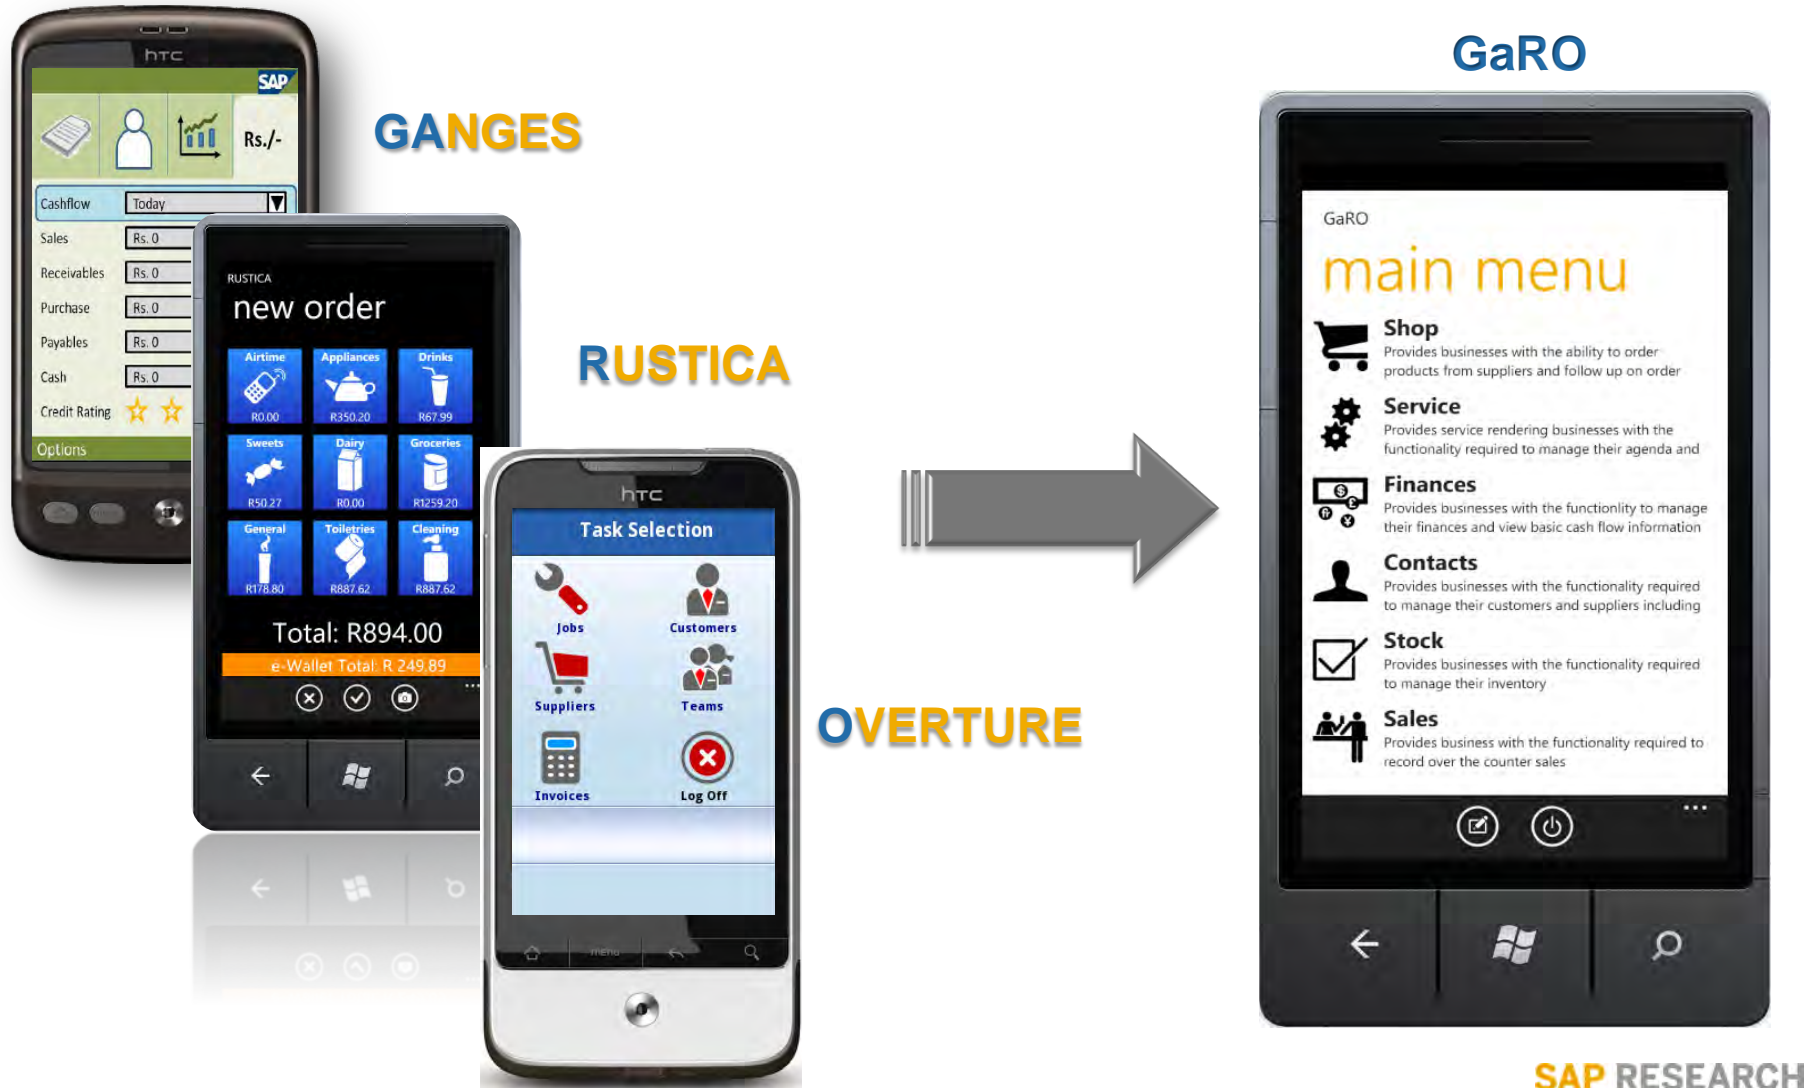 GANGES
hTC
SAP
Rs./-
Cashflow Today
Sales Rs. 0
Receivables Rs. 0
Purchase Rs. 0
Payables Rs. 0
Cash Rs. 0
Credit Rating
Options
RUSTICA
RUSTICA
new order
Airtime Appliances Drinks
R0.00 R350.20 R67.99
Sweets Dairy Groceries
R50.27 R0.00 R1259.20
General Toiletries Cleaning
R178.80 R887.62 R887.62
Total: R894.00
e-Wallet Total: R 249.89
OVERTURE
hTC
Task Selection
Jobs Customers
Suppliers Teams
Invoices Log Off
menu
GaRO
GaRO
main menu
Shop
Provides businesses with the ability to order
products from suppliers and follow up on order
Service
Provides service rendering businesses with the
functionality required to manage their agenda and
Finances
Provides businesses with the functionlity to manage
their finances and view basic cash flow information
Contacts
Provides businesses with the functionality required
to manage their customers and suppliers including
Stock
Provides businesses with the functionality required
to manage their inventory
Sales
Provides business with the functionality required to
record over the counter sales
SAP RESEARCH